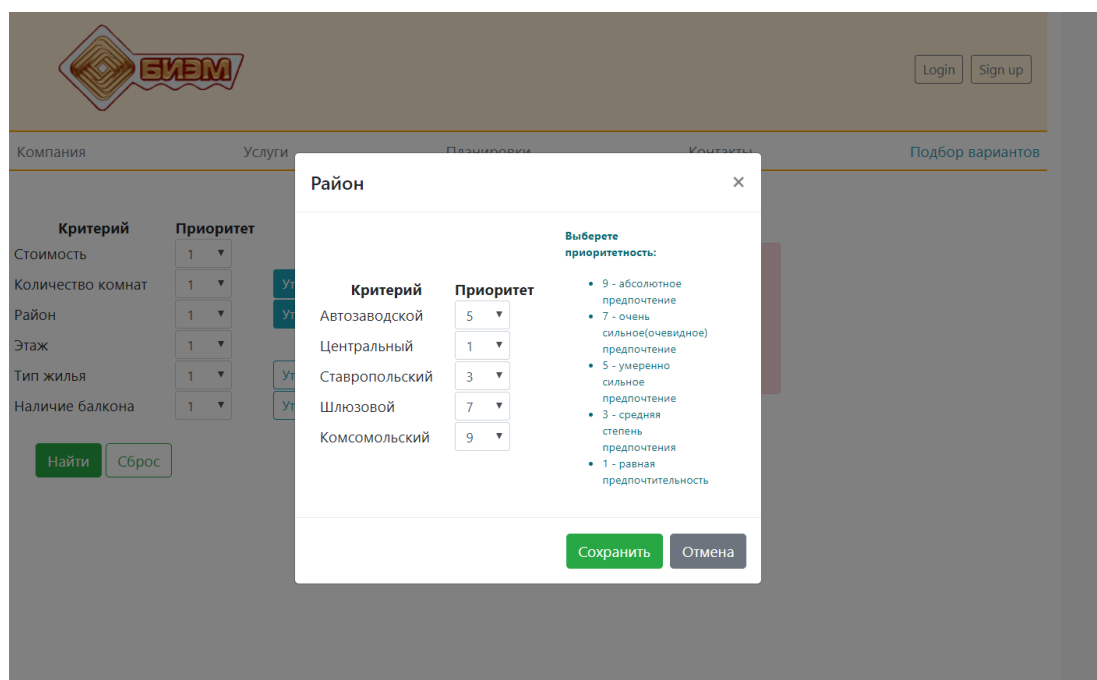 БИЭМ
Login Sign up
Компания Услуги Планировки Контакты Подбор вариантов
Район ×
Критерий Приоритет
Стоимость 1
Количество комнат 1
Район 1
Этаж 1
Тип жилья 1
Наличие балкона 1
Найти Сброс
Критерий Приоритет
Автозаводской 5
Центральный 1
Ставропольский 3
Шлюзовой 7
Комсомольский 9
Выберете
приоритетность:
• 9 - абсолютное
предпочтение
• 7 - очень
сильное(очевидное)
предпочтение
• 5 - умеренно
сильное
предпочтение
• 3 - средняя
степень
предпочтения
• 1 - равная
предпочтительность
Сохранить Отмена